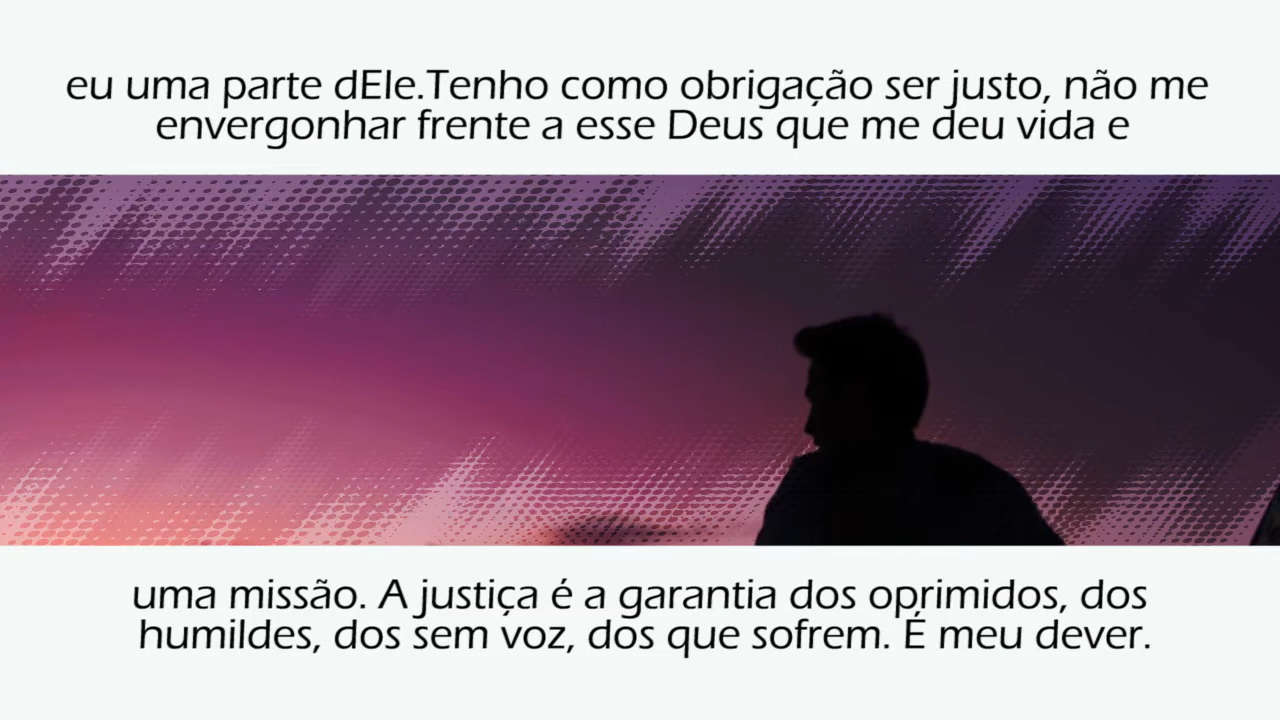 eu uma parte dEle.Tenho como obrigação ser justo, não me
envergonhar frente a esse Deus que me deu vida e
uma missão. A justiça é a garantia dos oprimidos, dos
humildes, dos sem voz, dos que sofrem. É meu dever.